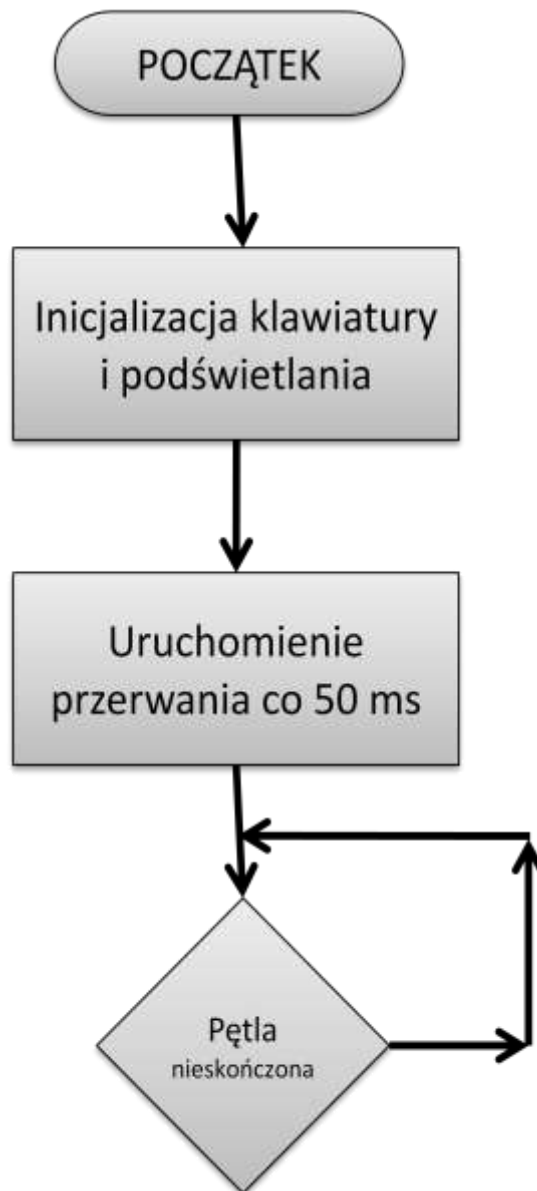 POCZĄTEK
Inicjalizacja klawiatury
i podświetlania
Uruchomienie
przerwania co 50 ms
Pętla
nieskończona